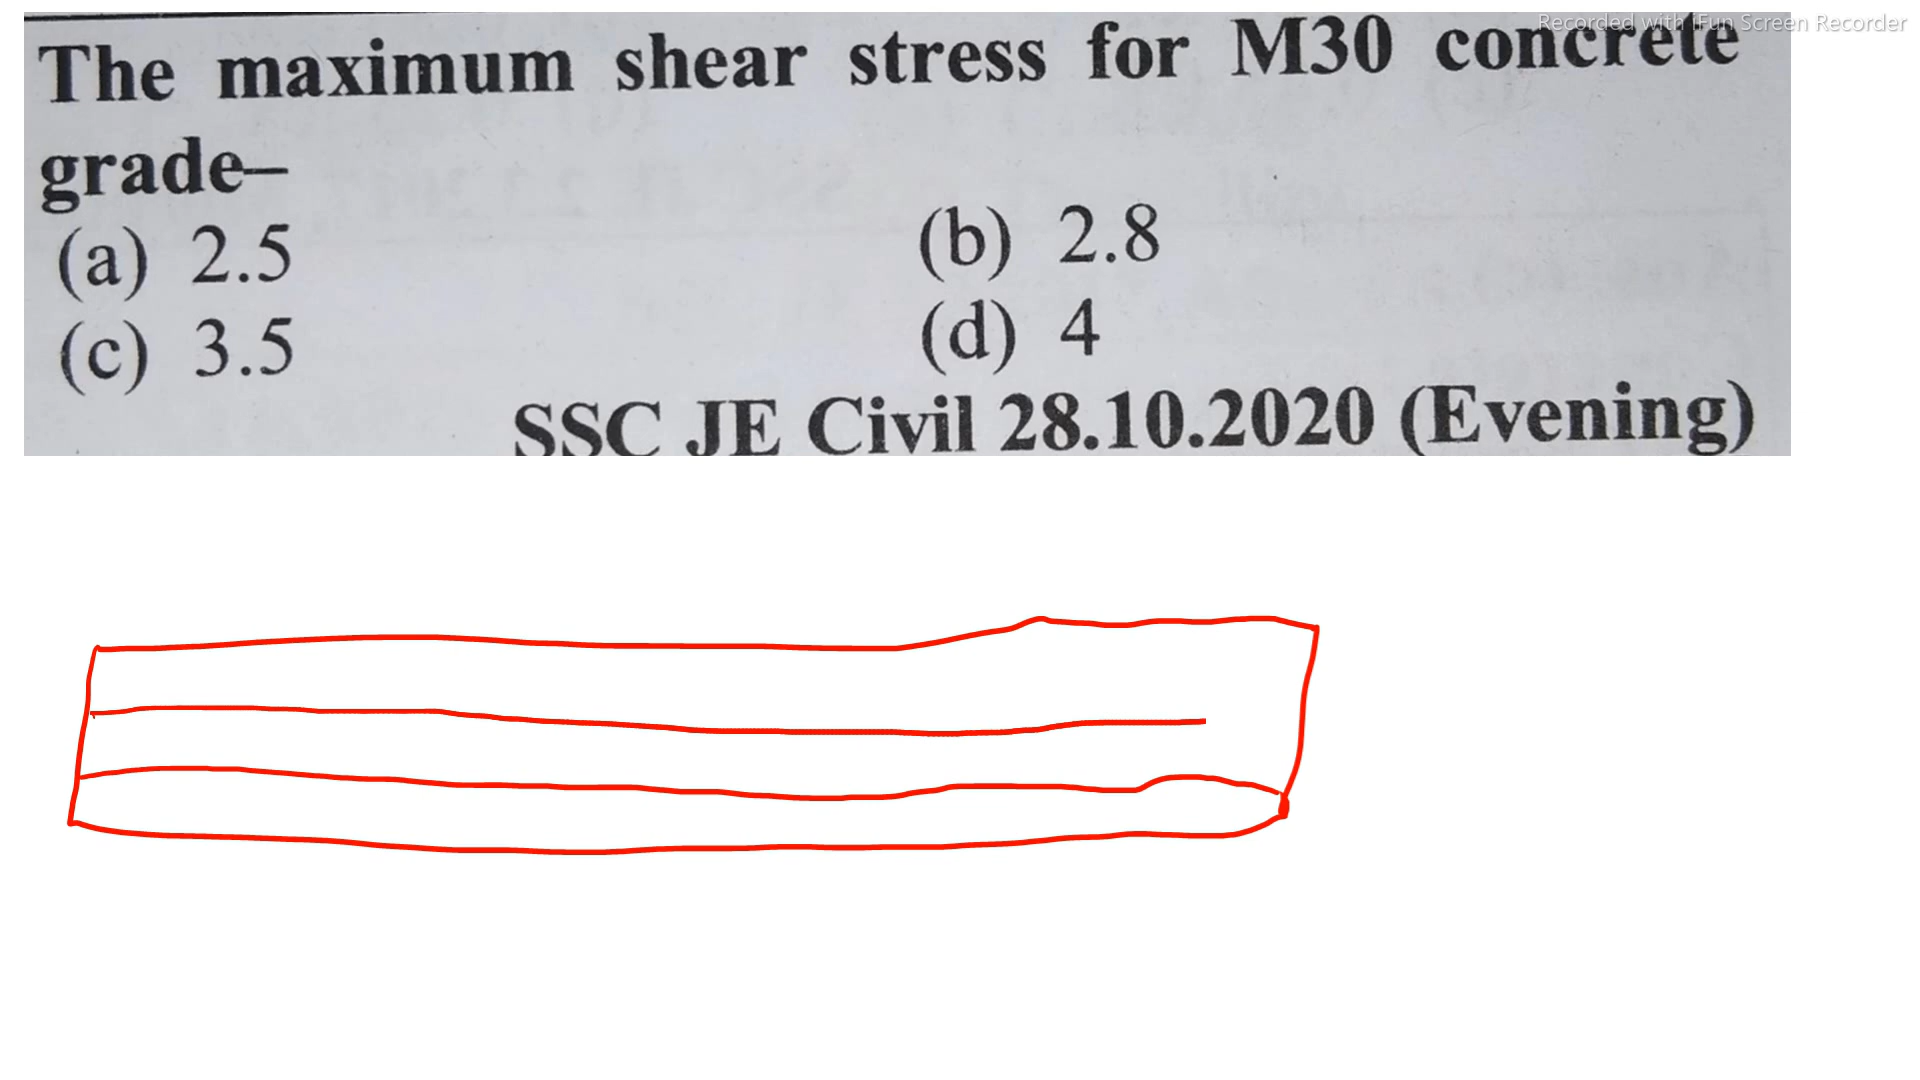 Recorded with iFun Screen Recorder
The maximum shear stress for M30 concrete
grade–
(a) 2.5 (b) 2.8
(c) 3.5 (d) 4
SSC JE Civil 28.10.2020 (Evening)